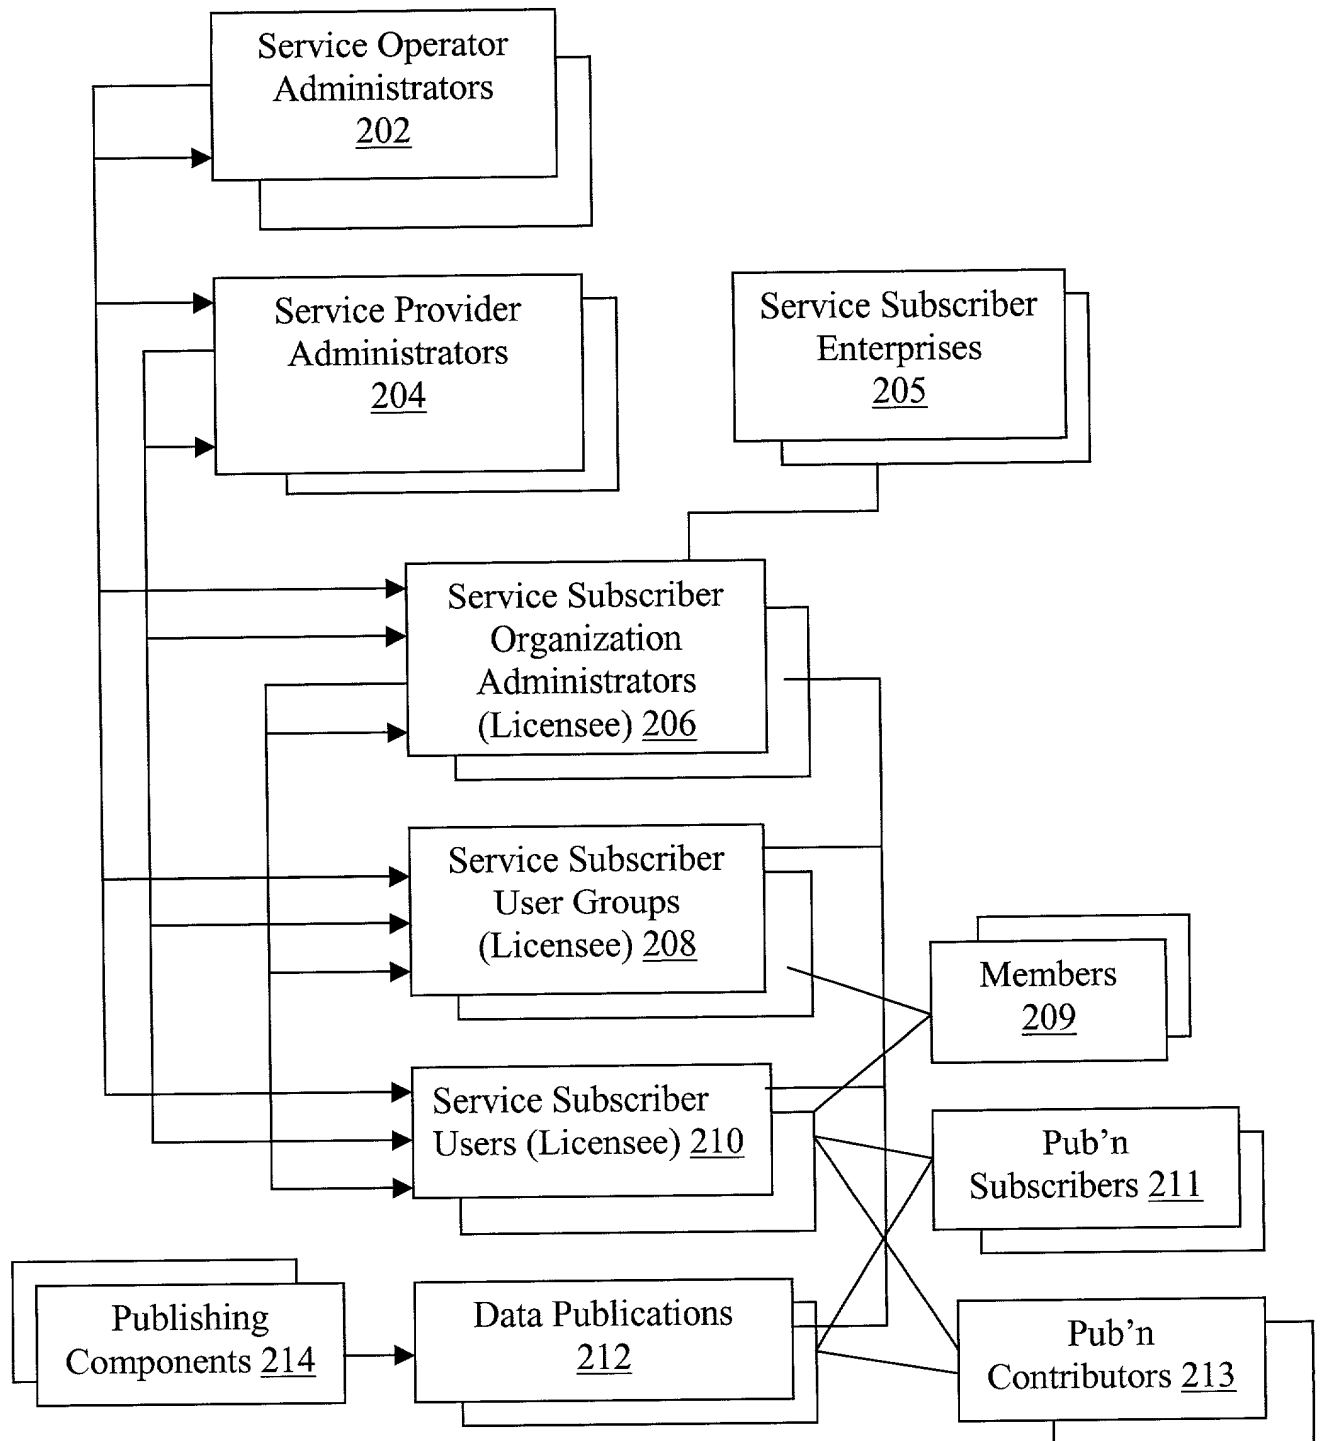 Service Operator
Administrators
202
Service Provider
Administrators
204
Service Subscriber
Enterprises
205
Service Subscriber
Organization
Administrators
(Licensee) 206
Service Subscriber
User Groups
(Licensee) 208
Members
209
Service Subscriber
Users (Licensee) 210
Pub'n
Subscribers 211
Publishing
Components 214
Data Publications
212
Pub'n
Contributors 213